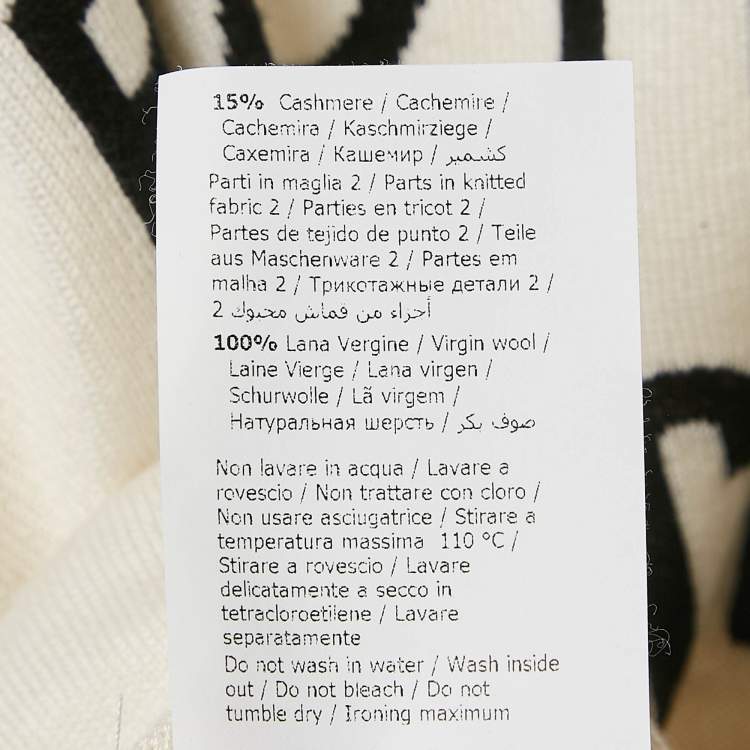 15% Cashmere / Cachemire /
Cachemira / Kaschmirziege /
Caxemira / Кашемир / كشمير
Parti in maglia 2 / Parts in knitted
fabric 2 / Parties en tricot 2 /
Partes de tejido de punto 2 / Teile
aus Maschenware 2 / Partes em
malha 2 / Трикотажные детали 2 /
أجزاء من قماش محبوك 2
100% Lana Vergine / Virgin wool /
Laine Vierge / Lana virgen /
Schurwolle / Lã virgem /
Натуральная шерсть / صوف بكر
Non lavare in acqua / Lavare a
rovescio / Non trattare con cloro /
Non usare asciugatrice / Stirare a
temperatura massima 110 °C /
Stirare a rovescio / Lavare
delicatamente a secco in
tetracloroetilene / Lavare
separatamente
Do not wash in water / Wash inside
out / Do not bleach / Do not
tumble dry / Ironing maximum